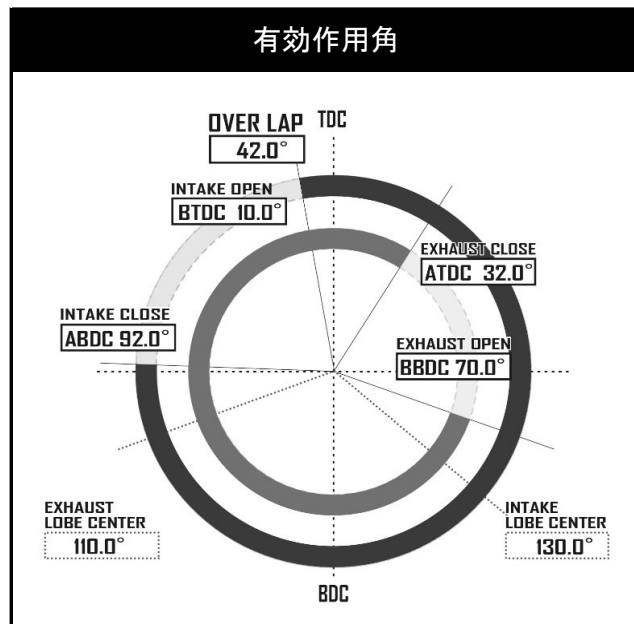 有効作用角
OVER LAP
42.0°
TDC
INTAKE OPEN
BTDC 10.0°
EXHAUST CLOSE
ATDC 32.0°
INTAKE CLOSE
ABDC 92.0°
EXHAUST OPEN
BBDC 70.0°
EXHAUST
LOBE CENTER
110.0°
INTAKE
LOBE CENTER
130.0°
BDC